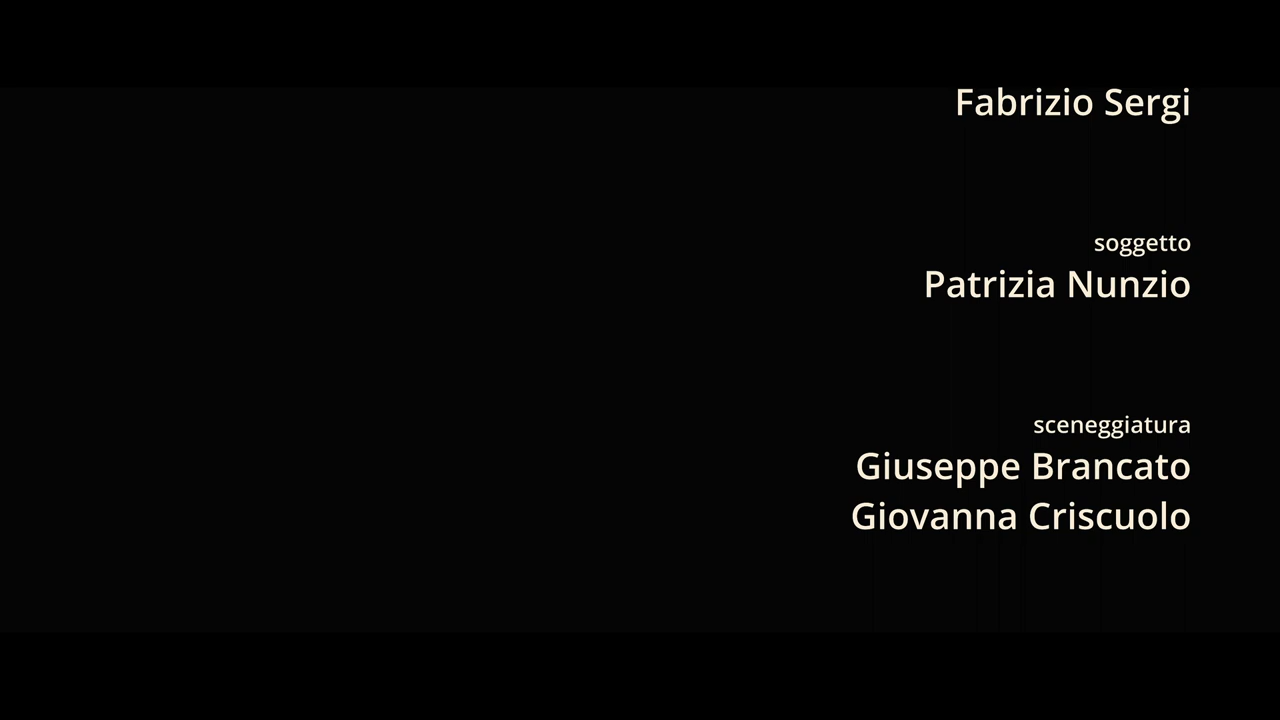 Fabrizio Sergi
soggetto
Patrizia Nunzio
sceneggiatura
Giuseppe Brancato
Giovanna Criscuolo